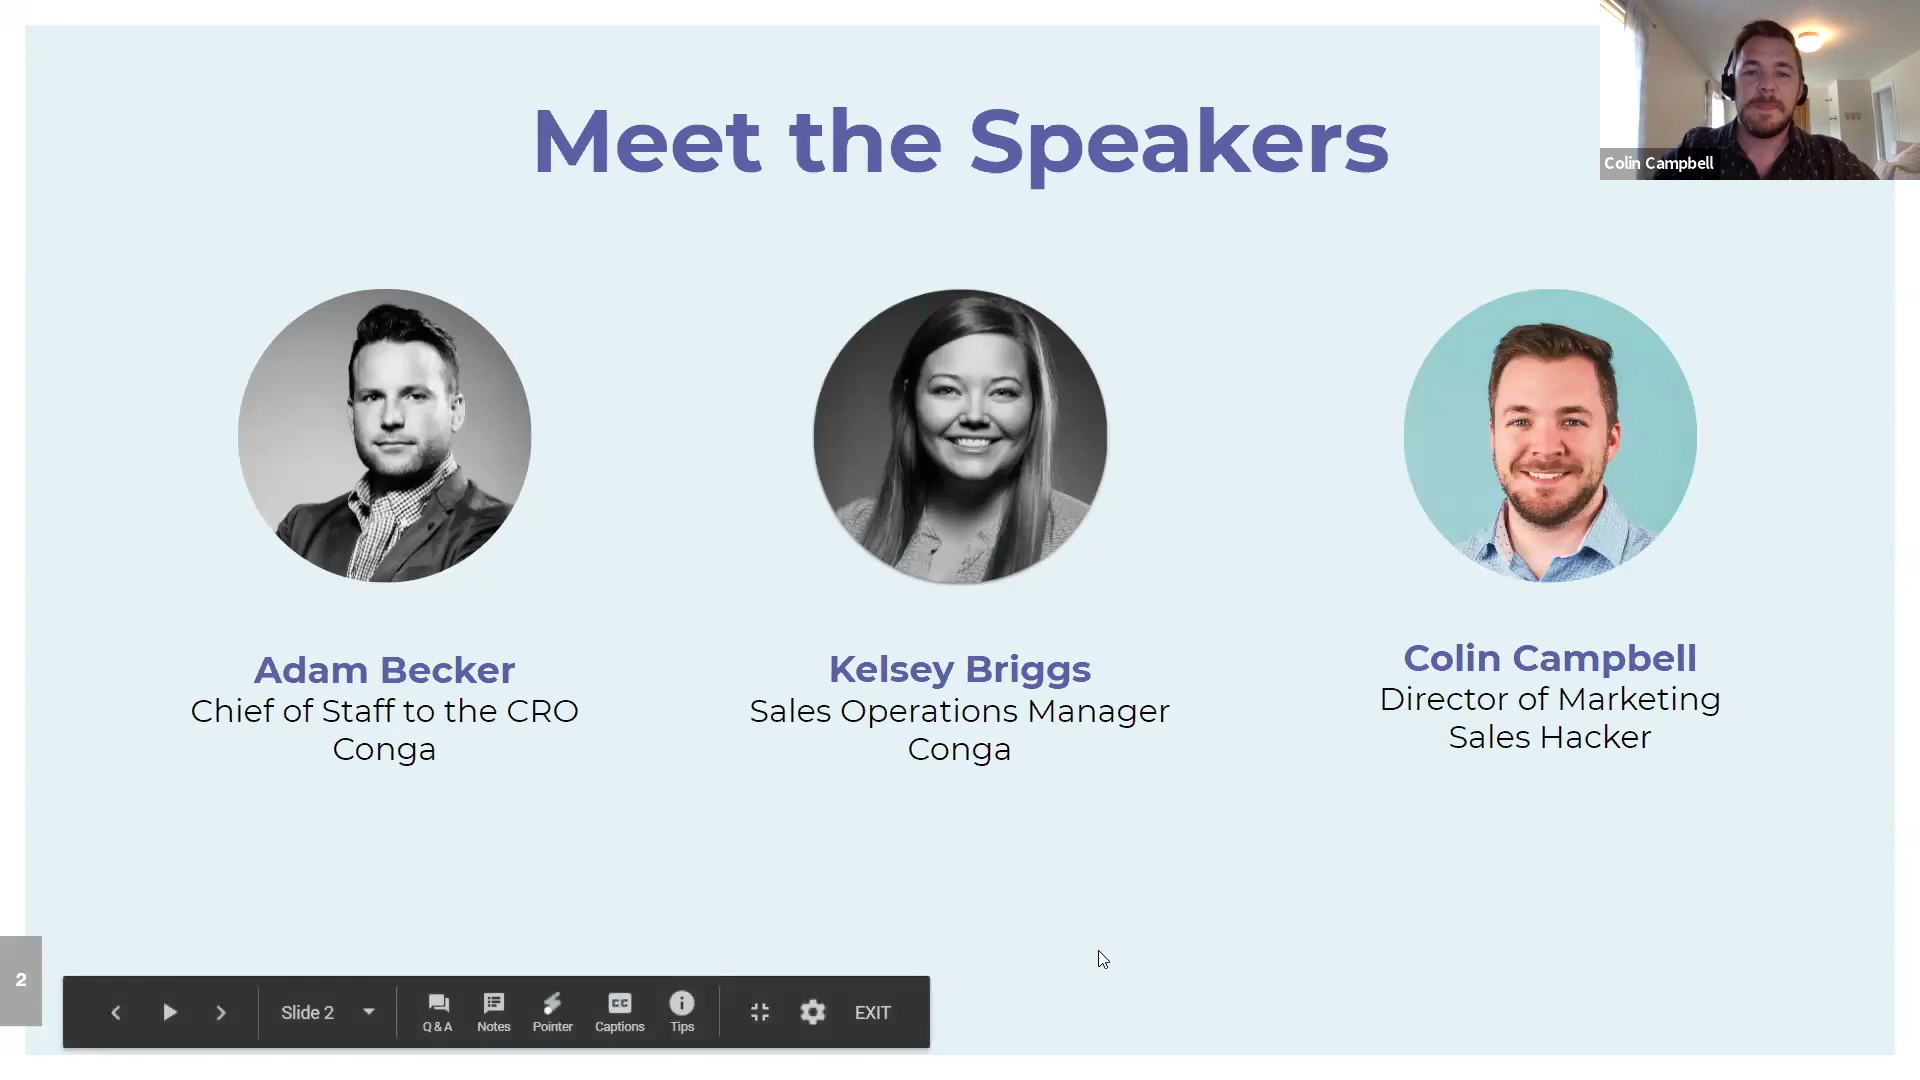 Meet the Speakers
Colin Campbell
Adam Becker
Chief of Staff to the CRO
Conga
Kelsey Briggs
Sales Operations Manager
Conga
Colin Campbell
Director of Marketing
Sales Hacker
2
Slide 2
Q & A
Notes
Pointer
CC
Captions
Tips
EXIT